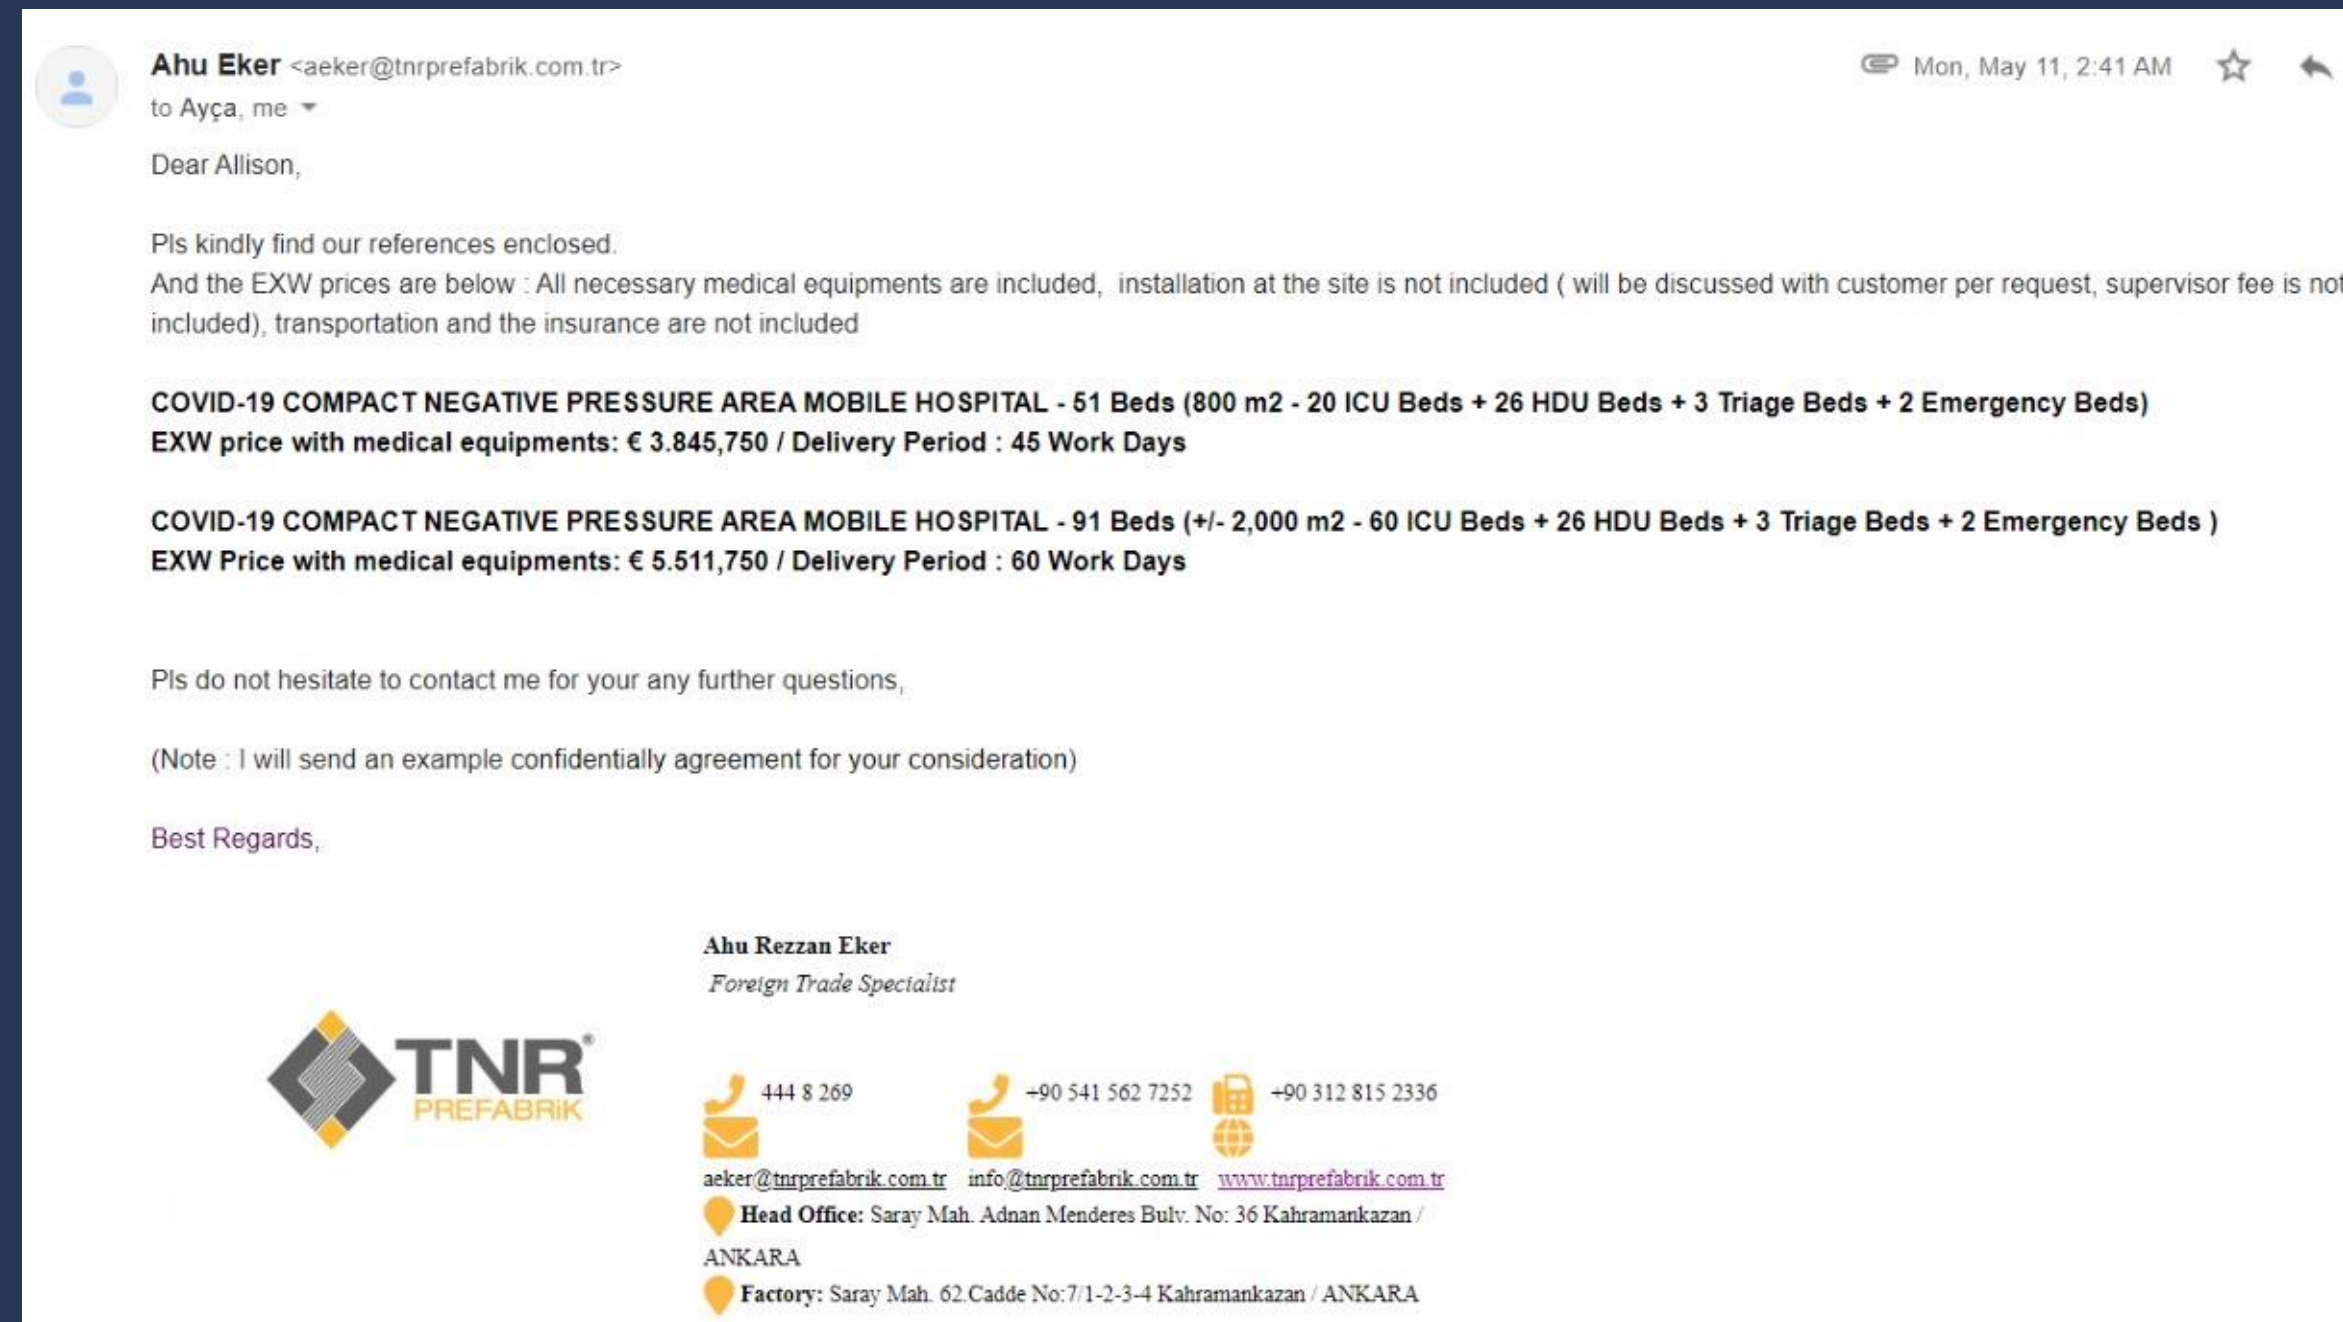 Ahu Eker <aeker@tnrprefabrik.com.tr>
Mon, May 11, 2:41 AM
to Ayça, me
Dear Allison,
Pls kindly find our references enclosed.
And the EXW prices are below : All necessary medical equipments are included, installation at the site is not included ( will be discussed with customer per request, supervisor fee is not
included), transportation and the insurance are not included
COVID-19 COMPACT NEGATIVE PRESSURE AREA MOBILE HOSPITAL - 51 Beds (800 m2 - 20 ICU Beds + 26 HDU Beds + 3 Triage Beds + 2 Emergency Beds)
EXW price with medical equipments: € 3.845,750 / Delivery Period : 45 Work Days
COVID-19 COMPACT NEGATIVE PRESSURE AREA MOBILE HOSPITAL - 91 Beds (+/- 2,000 m2 - 60 ICU Beds + 26 HDU Beds + 3 Triage Beds + 2 Emergency Beds )
EXW Price with medical equipments: € 5.511,750 / Delivery Period : 60 Work Days
Pls do not hesitate to contact me for your any further questions,
(Note : I will send an example confidentially agreement for your consideration)
Best Regards,
Ahu Rezzan Eker
Foreign Trade Specialist
TNR®
PREFABRiK
444 8 269 +90 541 562 7252 +90 312 815 2336
aeker@tnrprefabrik.com.tr info@tnrprefabrik.com.tr www.tnrprefabrik.com.tr
Head Office: Saray Mah. Adnan Menderes Bulv. No: 36 Kahramankazan /
ANKARA
Factory: Saray Mah. 62.Cadde No:7/1-2-3-4 Kahramankazan / ANKARA